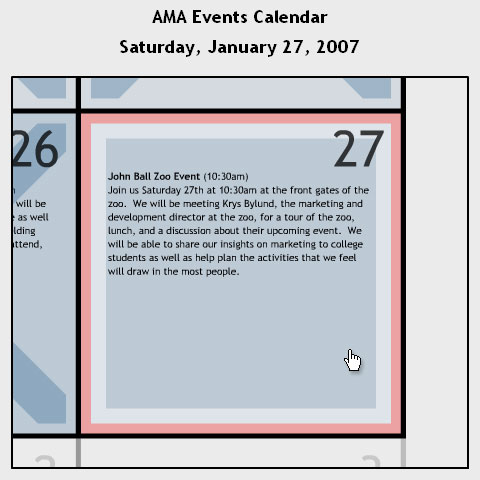 AMA Events Calendar
Saturday, January 27, 2007
26
will be
as well
27
John Ball Zoo Event (10:30am)
Join us Saturday 27th at 10:30am at the front gates of the
zoo. We will be meeting Krys Bylund, the marketing and
development director at the zoo, for a tour of the zoo,
lunch, and a discussion about their upcoming event. We
will be able to share our insights on marketing to college
students as well as help plan the activities that we feel
will draw in the most people.